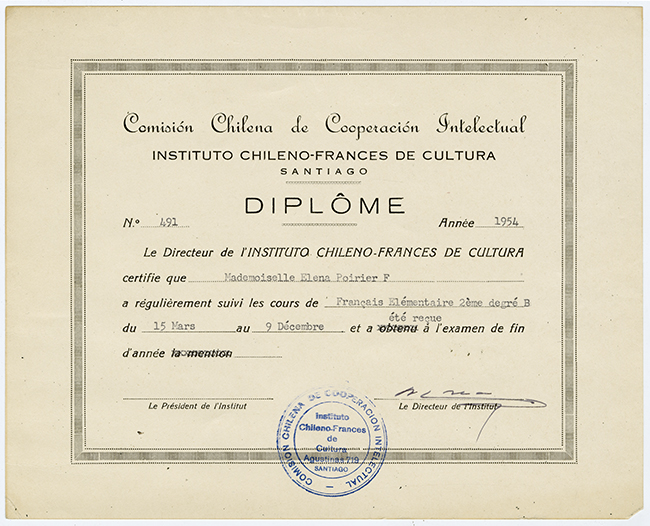 Comisión Chilena de Cooperación Intelectual
INSTITUTO CHILENO-FRANCES DE CULTURA
SANTIAGO
DIPLÔME
N.º 491 Année 1954
Le Directeur de l'INSTITUTO CHILENO-FRANCES DE CULTURA
certifie que Mademoiselle Elena Poirier F
a régulièrement suivi les cours de Français Elémentaire 2ème degré B
été reçue
du 15 Mars au 9 Décembre et a obtenu à l'examen de fin
d'année la mention
Le Président de l'Institut Le Directeur de l'Institut
COMISION CHILENA DE COOPERACION INTELECTUAL
Instituto
Chileno-Frances
de
Cultura
Agustinas 719
SANTIAGO